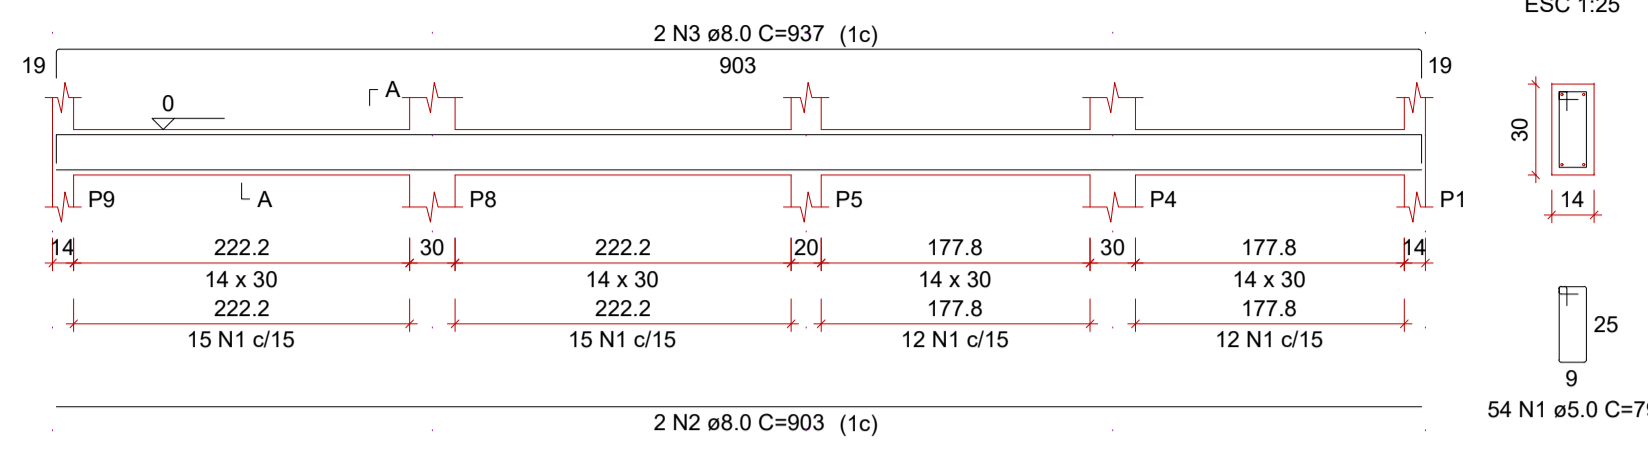 ESC 1:25
2 N3 ø8.0 C=937 (1c)
19
903
19
A
0
30
P9
A
P8
P5
P4
P1
14
14
222.2
30
222.2
20
177.8
30
177.8
14
14 x 30
14 x 30
14 x 30
14 x 30
222.2
222.2
177.8
177.8
15 N1 c/15
15 N1 c/15
12 N1 c/15
12 N1 c/15
25
9
2 N2 ø8.0 C=903 (1c)
54 N1 ø5.0 C=79